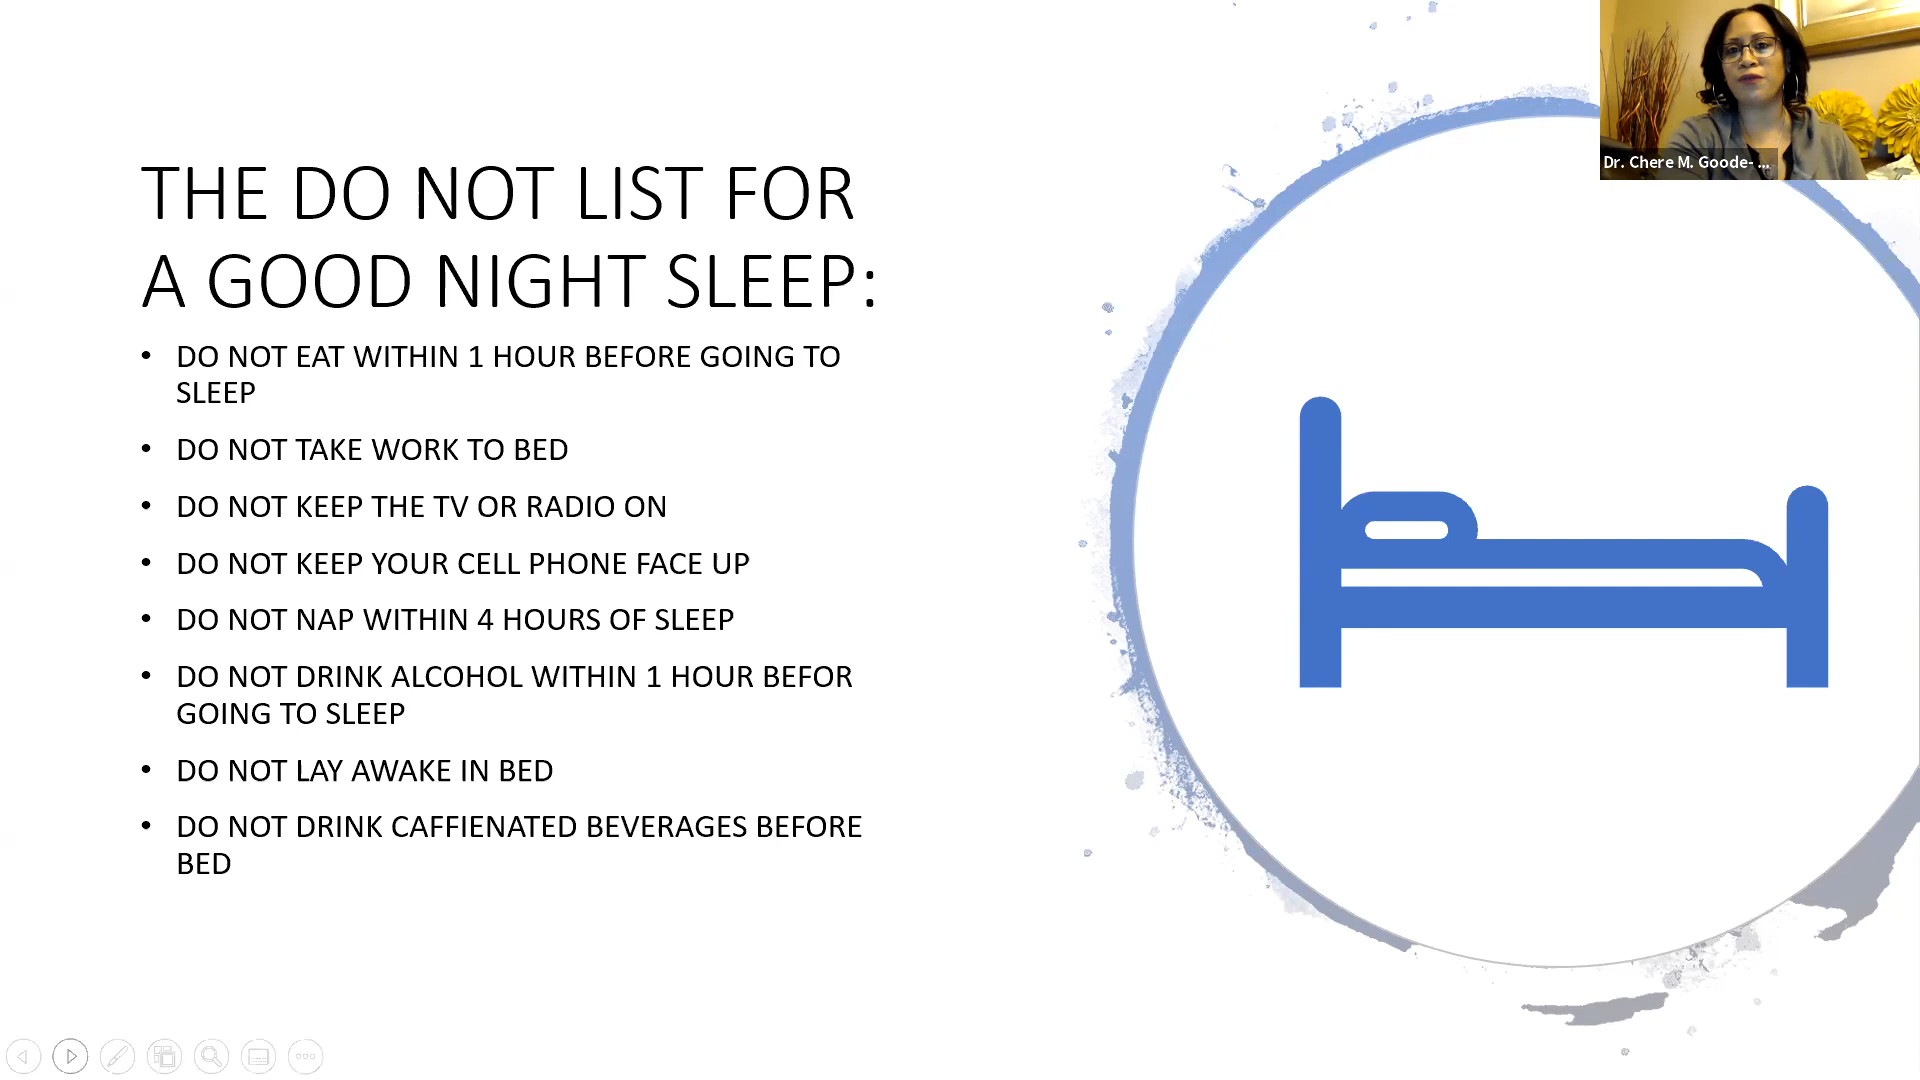 THE DO NOT LIST FOR
A GOOD NIGHT SLEEP:
• DO NOT EAT WITHIN 1 HOUR BEFORE GOING TO
SLEEP
• DO NOT TAKE WORK TO BED
• DO NOT KEEP THE TV OR RADIO ON
• DO NOT KEEP YOUR CELL PHONE FACE UP
• DO NOT NAP WITHIN 4 HOURS OF SLEEP
• DO NOT DRINK ALCOHOL WITHIN 1 HOUR BEFOR
GOING TO SLEEP
• DO NOT LAY AWAKE IN BED
• DO NOT DRINK CAFFIENATED BEVERAGES BEFORE
BED
Dr. Chere M. Goode- ...